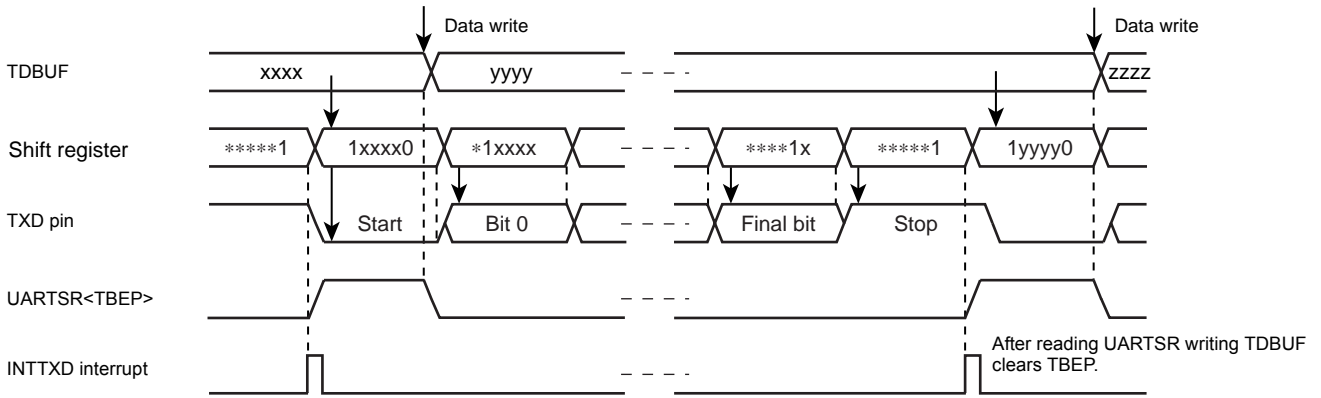 Data write Data write
TDBUF xxxx yyyy zzzz
Shift register *****1 1xxxx0 *1xxxx ****1x *****1 1yyyy0
TXD pin Start Bit 0 Final bit Stop
UARTSR<TBEP>
After reading UARTSR writing TDBUF
INTTXD interrupt clears TBEP.